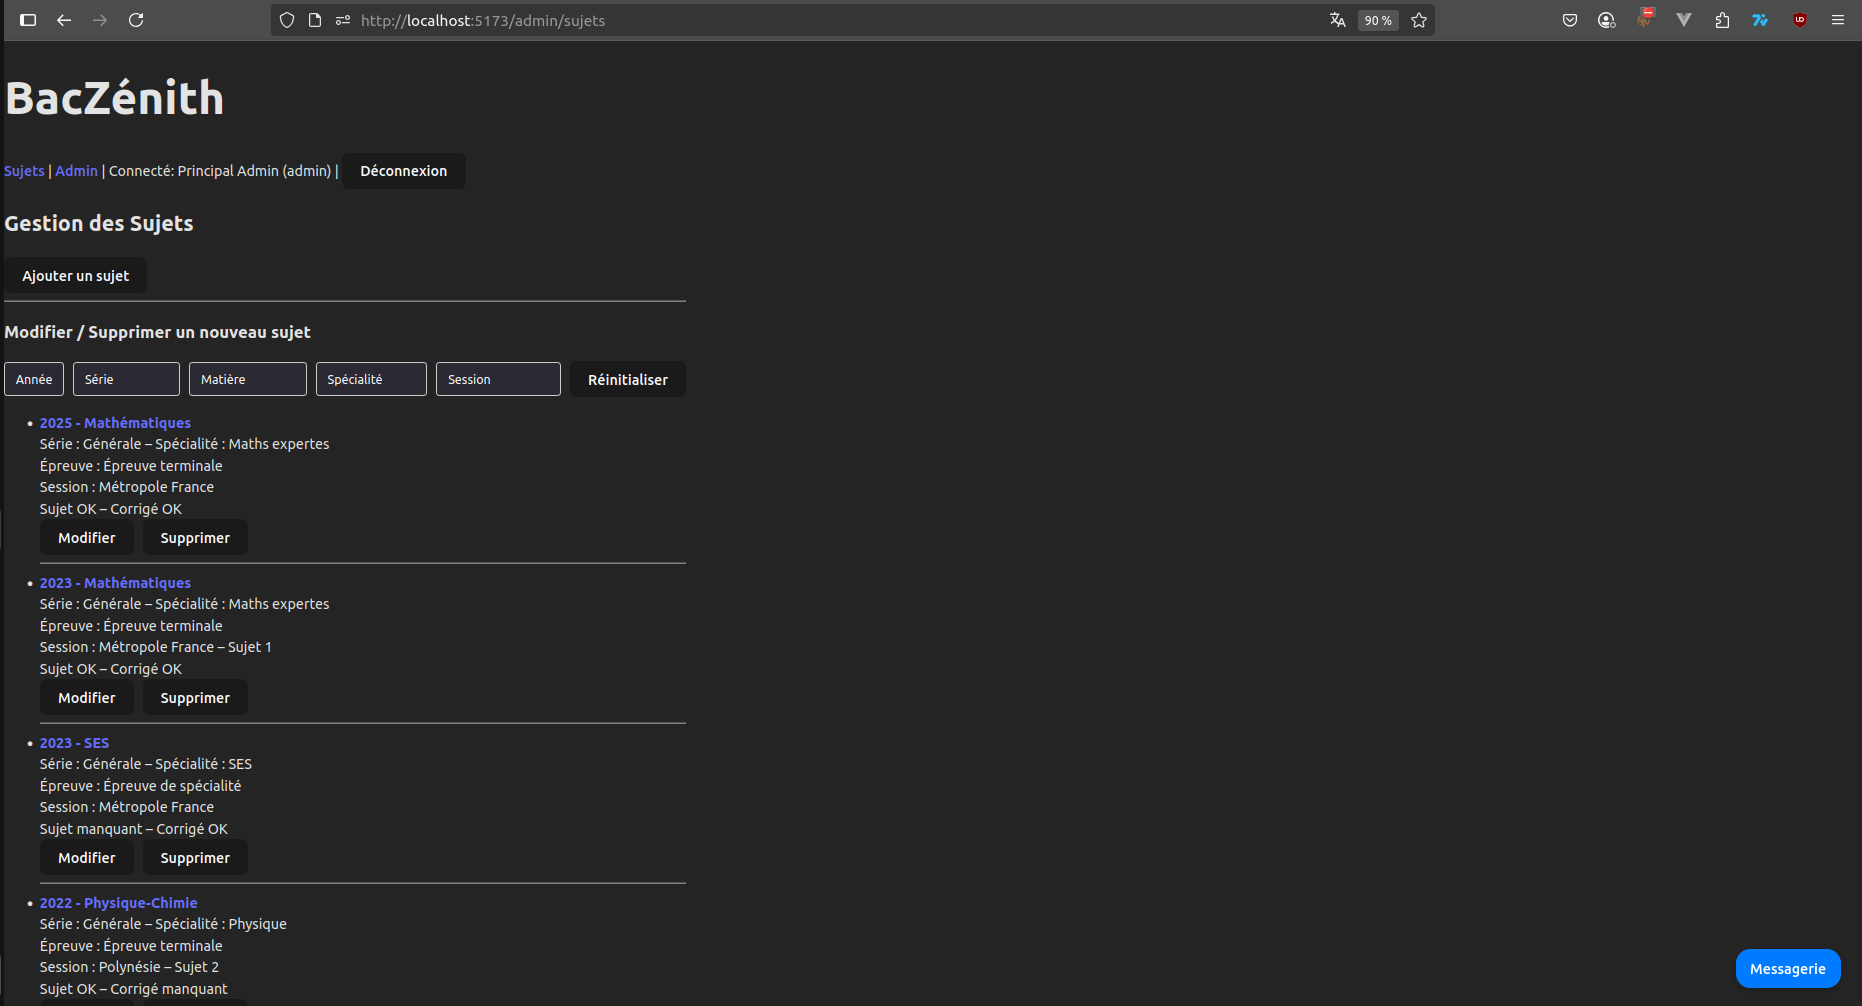 http://localhost:5173/admin/sujets
90 %
BacZénith
Sujets | Admin | Connecté: Principal Admin (admin) | Déconnexion
Gestion des Sujets
Ajouter un sujet
Modifier / Supprimer un nouveau sujet
Année Série Matière Spécialité Session Réinitialiser
• 2025 - Mathématiques
Série : Générale – Spécialité : Maths expertes
Épreuve : Épreuve terminale
Session : Métropole France
Sujet OK – Corrigé OK
Modifier Supprimer
• 2023 - Mathématiques
Série : Générale – Spécialité : Maths expertes
Épreuve : Épreuve terminale
Session : Métropole France – Sujet 1
Sujet OK – Corrigé OK
Modifier Supprimer
• 2023 - SES
Série : Générale – Spécialité : SES
Épreuve : Épreuve de spécialité
Session : Métropole France
Sujet manquant – Corrigé OK
Modifier Supprimer
• 2022 - Physique-Chimie
Série : Générale – Spécialité : Physique
Épreuve : Épreuve terminale
Session : Polynésie – Sujet 2
Sujet OK – Corrigé manquant
Messagerie